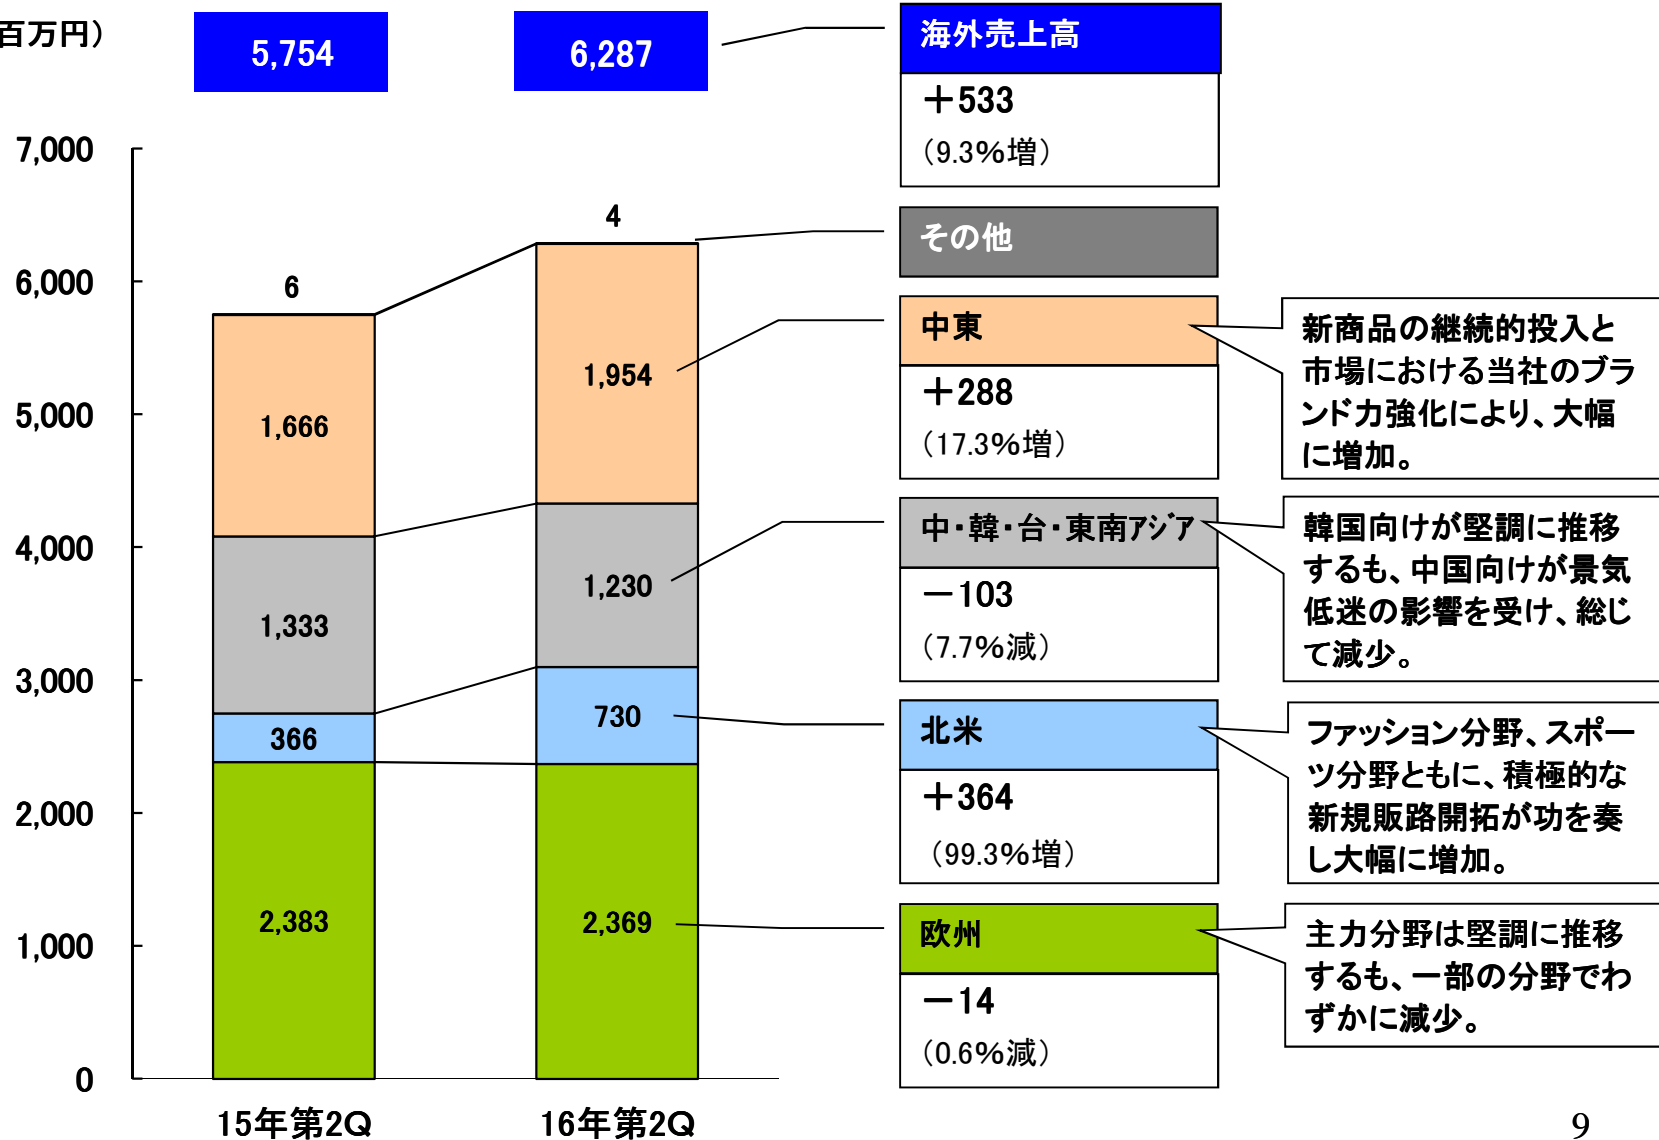 百万円）
5,754
6,287
7,000
6,000
5,000
4,000
3,000
2,000
1,000
0
6
1,666
1,333
366
2,383
4
1,954
1,230
730
2,369
15年第2Q
16年第2Q
海外売上高
＋533
（9.3％増）
その他
中東
＋288
（17.3％増）
新商品の継続的投入と
市場における当社のブラ
ンド力強化により、大幅
に増加。
中・韓・台・東南アジア
－103
（7.7％減）
韓国向けが堅調に推移
するも、中国向けが景気
低迷の影響を受け、総じ
て減少。
北米
＋364
（99.3％増）
ファッション分野、スポー
ツ分野ともに、積極的な
新規販路開拓が功を奏
し大幅に増加。
欧州
－14
（0.6％減）
主力分野は堅調に推移
するも、一部の分野でわ
ずかに減少。
9